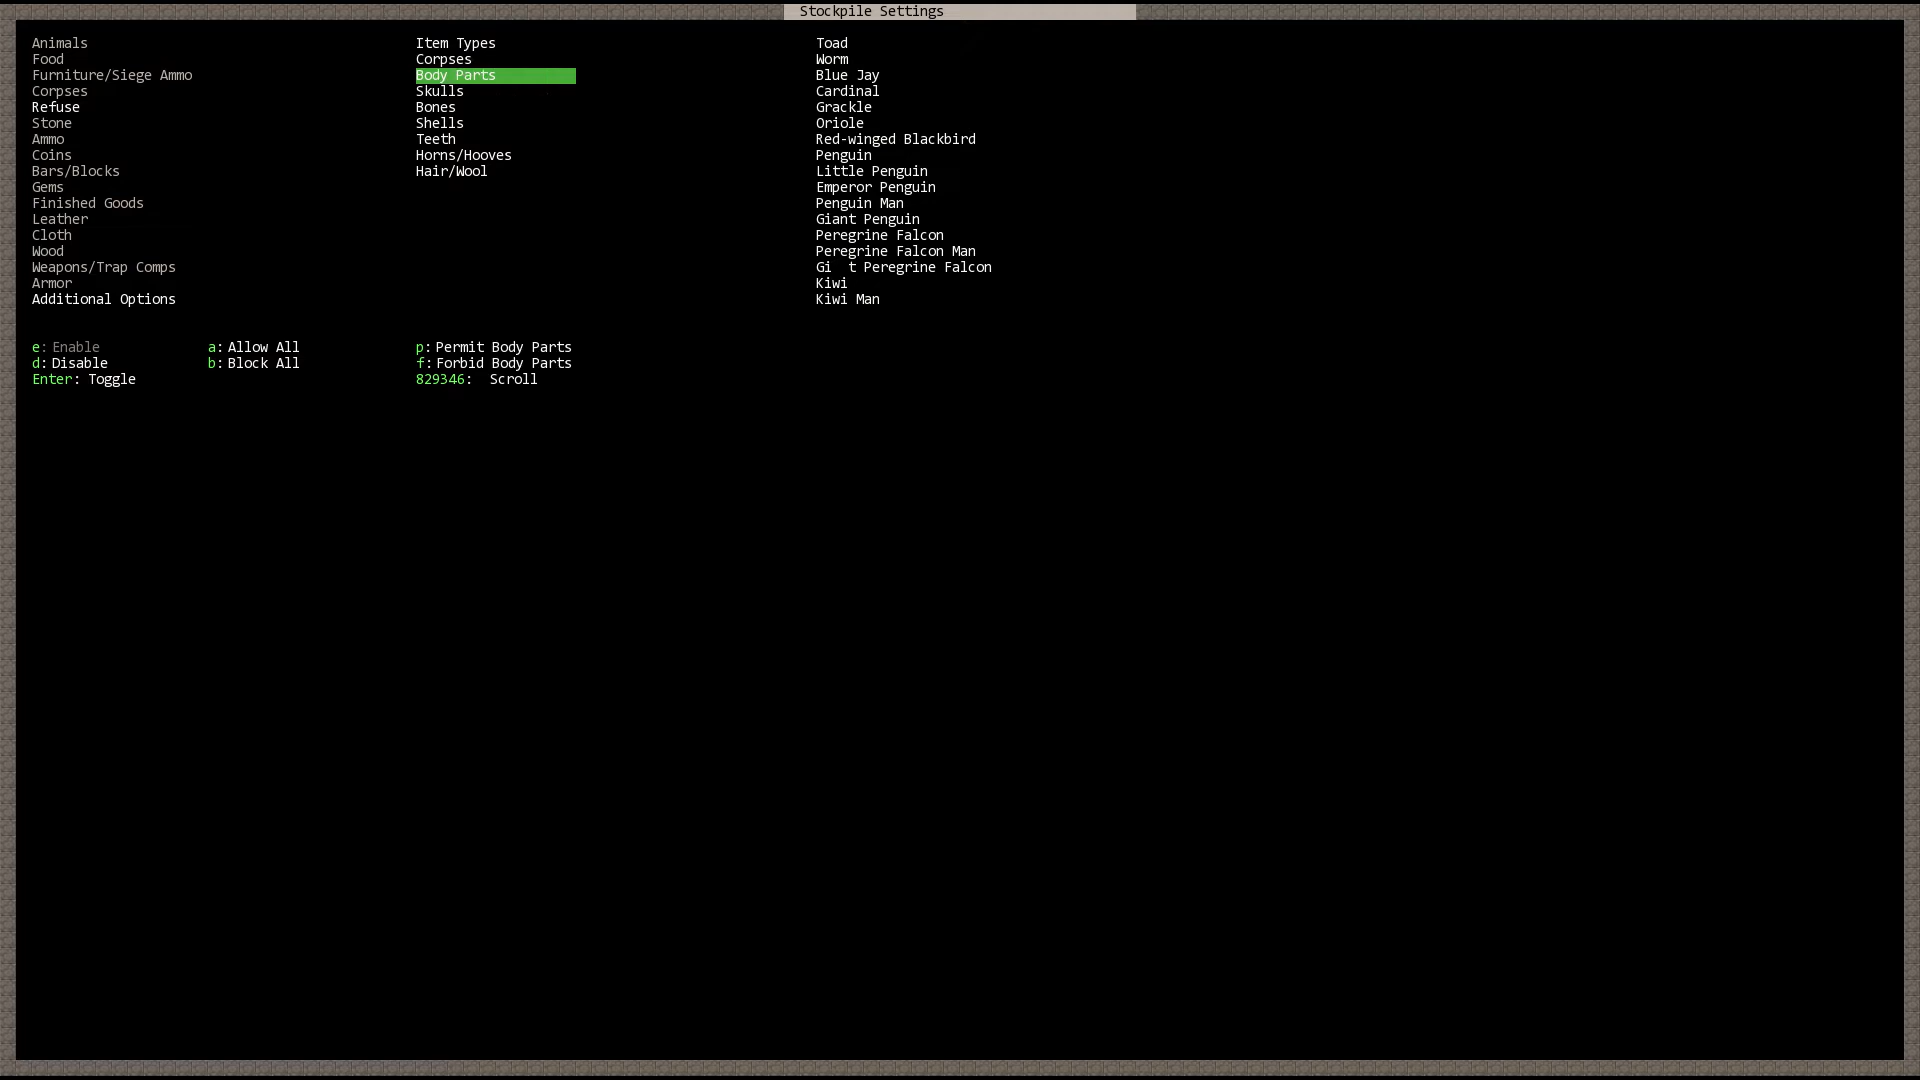 Stockpile Settings
Animals
Food
Furniture/Siege Ammo
Corpses
Refuse
Stone
Ammo
Coins
Bars/Blocks
Gems
Finished Goods
Leather
Cloth
Wood
Weapons/Trap Comps
Armor
Additional Options
Item Types
Corpses
Body Parts
Skulls
Bones
Shells
Teeth
Horns/Hooves
Hair/Wool
Toad
Worm
Blue Jay
Cardinal
Grackle
Oriole
Red-winged Blackbird
Penguin
Little Penguin
Emperor Penguin
Penguin Man
Giant Penguin
Peregrine Falcon
Peregrine Falcon Man
Gi  t Peregrine Falcon
Kiwi
Kiwi Man
e: Enable
d: Disable
Enter: Toggle
a: Allow All
b: Block All
p: Permit Body Parts
f: Forbid Body Parts
829346: Scroll